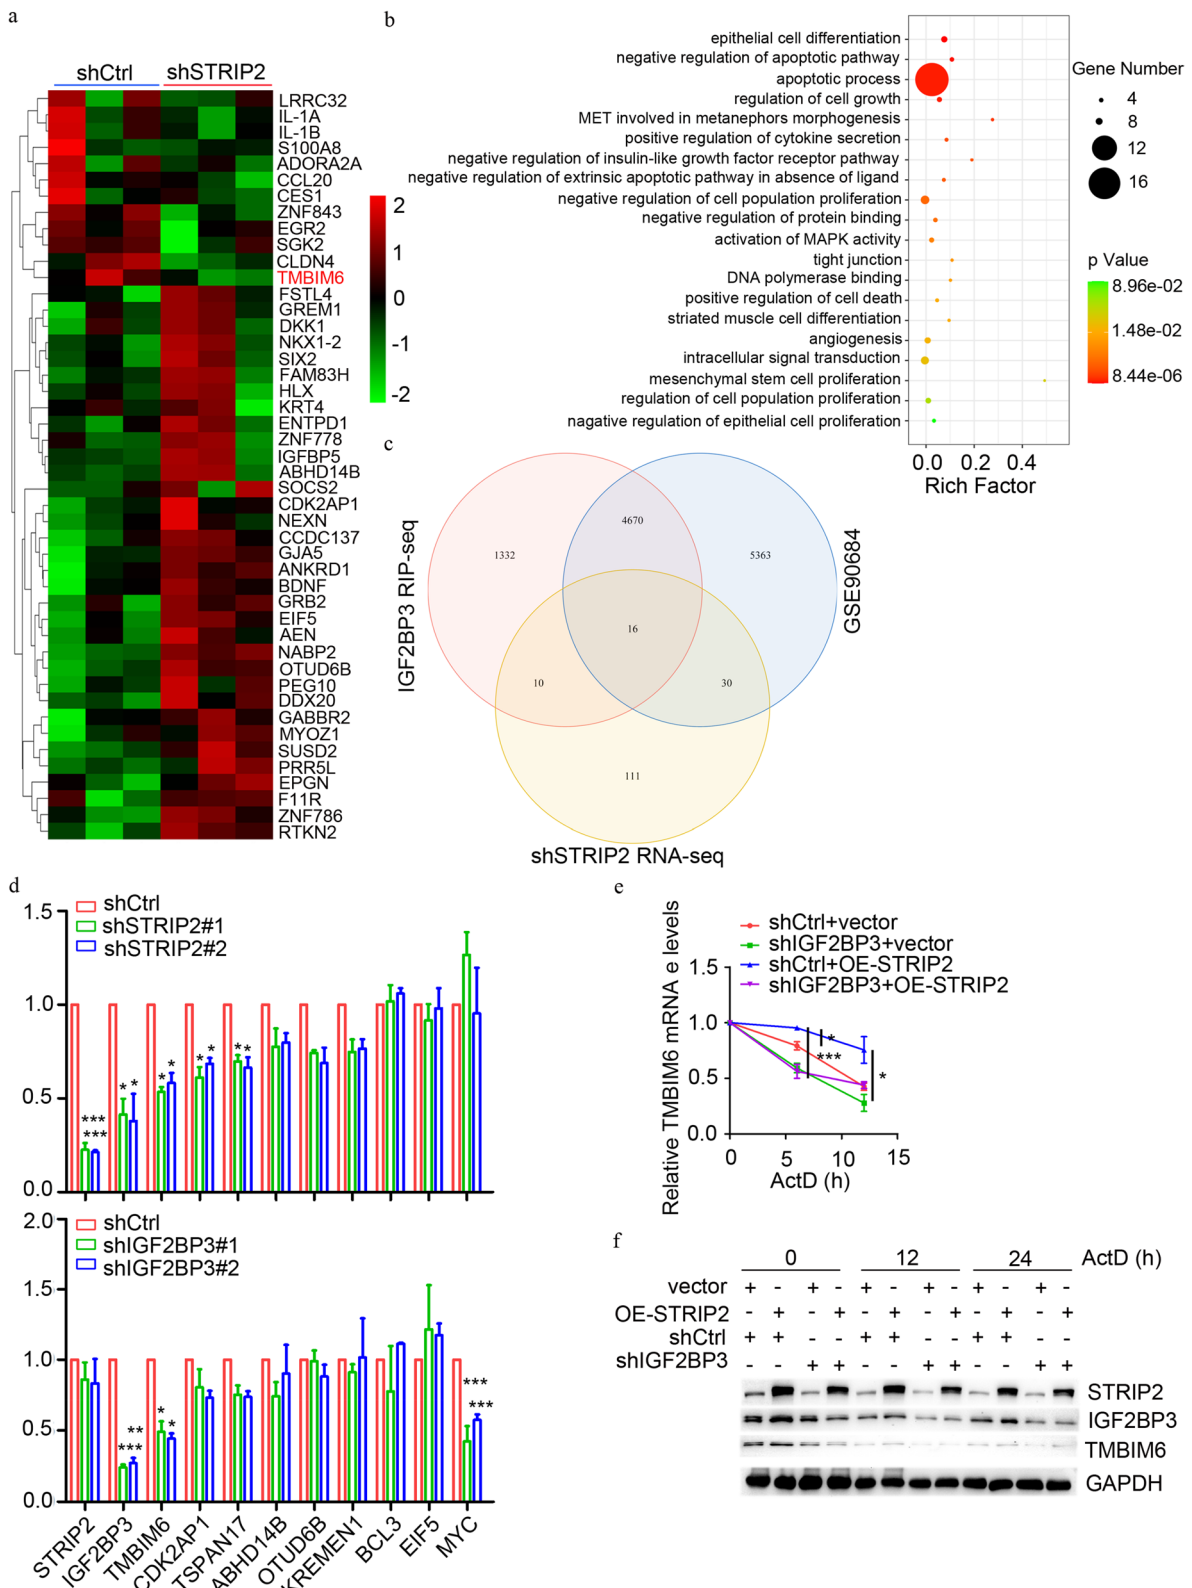 a
shCtrl
shSTRIP2
LRRC32
IL-1A
IL-1B
S100A8
ADORA2A
CCL20
CES1
ZNF843
EGR2
SGK2
CLDN4
TMBIM6
FSTL4
GREM1
DKK1
NKX1-2
SIX2
FAM83H
HLX
KRT4
ENTPD1
ZNF778
IGFBP5
ABHD14B
SOCS2
CDK2AP1
NEXN
CCDC137
GJA5
ANKRD1
BDNF
GRB2
EIF5
AEN
NABP2
OTUD6B
PEG10
DDX20
GABBR2
MYOZ1
SUSD2
PRR5L
EPGN
F11R
ZNF786
RTKN2
2
1
0
-1
-2
b
epithelial cell differentiation
negative regulation of apoptotic pathway
apoptotic process
regulation of cell growth
MET involved in metanephors morphogenesis
positive regulation of cytokine secretion
negative regulation of insulin-like growth factor receptor pathway
negative regulation of extrinsic apoptotic pathway in absence of ligand
negative regulation of cell population proliferation
negative regulation of protein binding
activation of MAPK activity
tight junction
DNA polymerase binding
positive regulation of cell death
striated muscle cell differentiation
angiogenesis
intracellular signal transduction
mesenchymal stem cell proliferation
regulation of cell population proliferation
nagative regulation of epithelial cell proliferation
0.0 0.2 0.4
Rich Factor
Gene Number
4
8
12
16
p Value
8.96e-02
1.48e-02
8.44e-06
c
IGF2BP3 RIP-seq
GSE90684
shSTRIP2 RNA-seq
1332
4670
5363
16
10
30
111
d
shCtrl
shSTRIP2#1
shSTRIP2#2
1.5
1.0
0.5
0.0
***
***
* *
* *
* *
* *
shCtrl
shIGF2BP3#1
shIGF2BP3#2
2.0
1.5
1.0
0.5
0.0
**
***
* *
***
***
STRIP2
IGF2BP3
TMBIM6
CDK2AP1
TSPAN17
ABHD14B
OTUD6B
KREMEN1
BCL3
EIF5
MYC
e
shCtrl+vector
shIGF2BP3+vector
shCtrl+OE-STRIP2
shIGF2BP3+OE-STRIP2
Relative TMBIM6 mRNA e levels
1.5
1.0
0.5
0.0
*
***
*
0 5 10 15
ActD (h)
f
0 12 24 ActD (h)
vector + - + - + - + - + - + -
OE-STRIP2 - + - + - + - + - + - +
shCtrl + + - - + + - - + + - -
shIGF2BP3 - - + + - - + + - - + +
STRIP2
IGF2BP3
TMBIM6
GAPDH